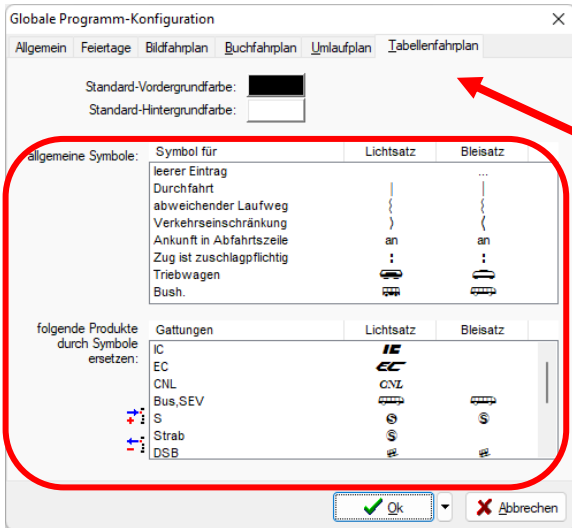 Globale Programm-Konfiguration
Allgemein Feiertage Bildfahrplan Buchfahrplan Umlaufplan Tabellenfahrplan
Standard-Vordergrundfarbe:
Standard-Hintergrundfarbe:
allgemeine Symbole:
Symbol für Lichtsatz Bleisatz
leerer Eintrag ...
Durchfahrt | |
abweichender Laufweg { {
Verkehrseinschränkung ) (
Ankunft in Abfahrtszeile an an
Zug ist zuschlagpflichtig : :
Triebwagen
Bush.
folgende Produkte
durch Symbole
ersetzen:
Gattungen Lichtsatz Bleisatz
IC IC
EC EC
CNL CNL
Bus,SEV
S S S
Strab S
DSB
Ok Abbrechen